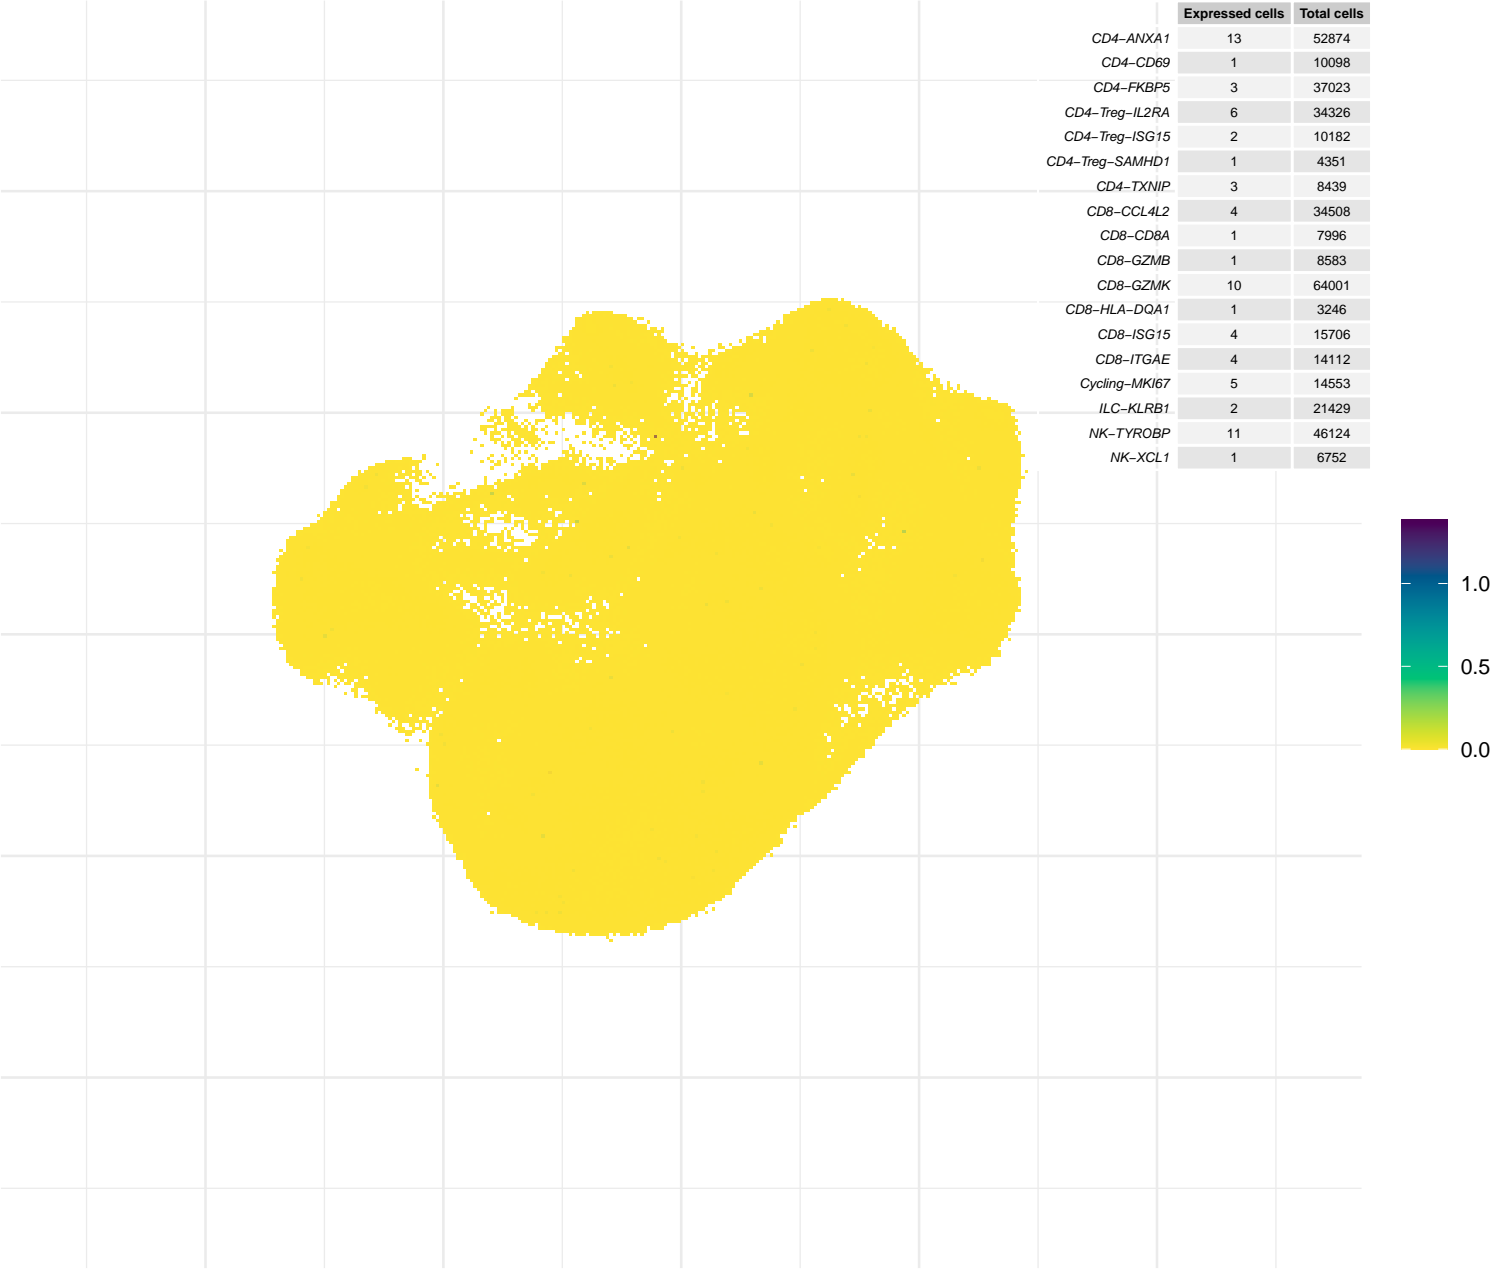 Expressed cells Total cells
CD4−ANXA1 13 52874
CD4−CD69 1 10098
CD4−FKBP5 3 37023
CD4−Treg−IL2RA 6 34326
CD4−Treg−ISG15 2 10182
CD4−Treg−SAMHD1 1 4351
CD4−TXNIP 3 8439
CD8−CCL4L2 4 34508
CD8−CD8A 1 7996
CD8−GZMB 1 8583
CD8−GZMK 10 64001
CD8−HLA−DQA1 1 3246
CD8−ISG15 4 15706
CD8−ITGAE 4 14112
Cycling−MKI67 5 14553
ILC−KLRB1 2 21429
NK−TYROBP 11 46124
NK−XCL1 1 6752
1.0
0.5
0.0